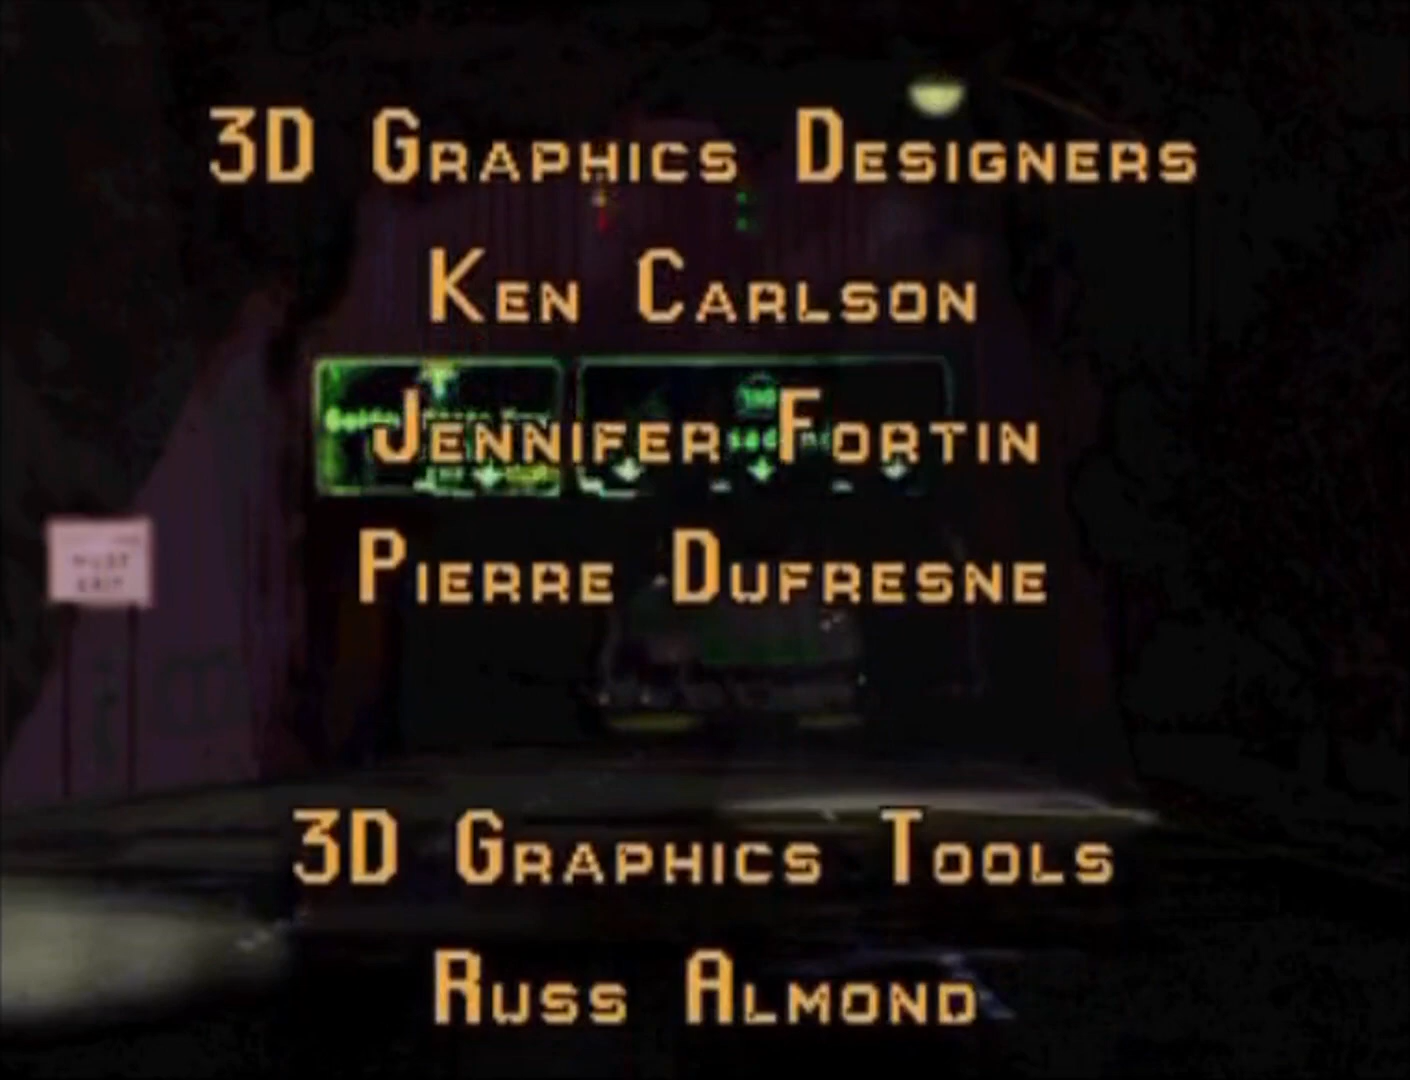 3D Graphics Designers
Ken Carlson
Jennifer Fortin
Pierre Dufresne
3D Graphics Tools
Russ Almond